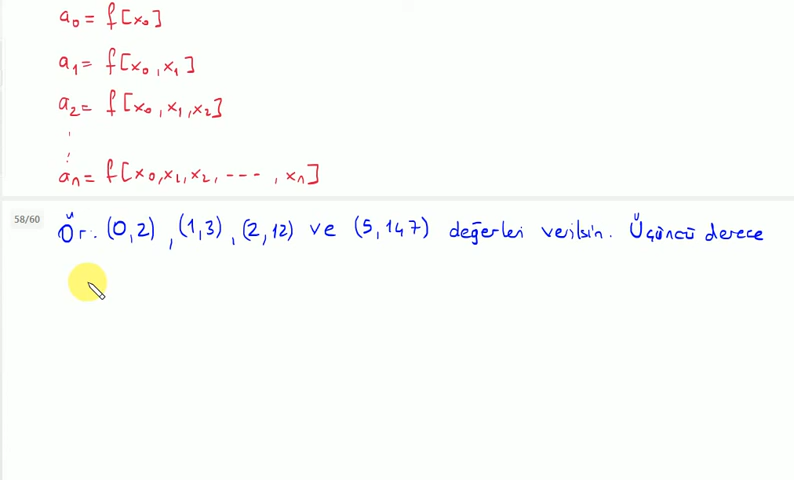 a₀ = f[x₀]
a₁ = f[x₀, x₁]
a₂ = f[x₀, x₁, x₂]
⋮
aₙ = f[x₀, x₁, x₂, ----, xₙ]
58/60
Ör: (0,2), (1,3), (2,12) ve (5,147) değerleri verilsin. Üçüncü derece